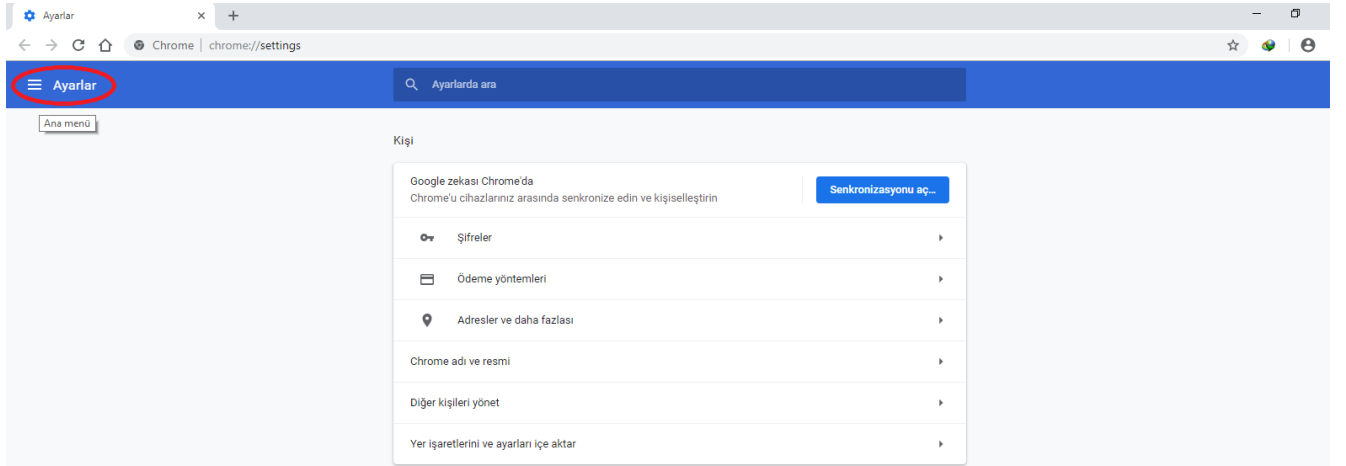 Ayarlar
Chrome | chrome://settings
Ayarlar
Ayarlarda ara
Ana menü
Kişi
Google zekası Chrome'da
Chrome'u cihazlarınız arasında senkronize edin ve kişiselleştirin
Senkronizasyonu aç...
Şifreler
Ödeme yöntemleri
Adresler ve daha fazlası
Chrome adı ve resmi
Diğer kişileri yönet
Yer işaretlerini ve ayarları içe aktar